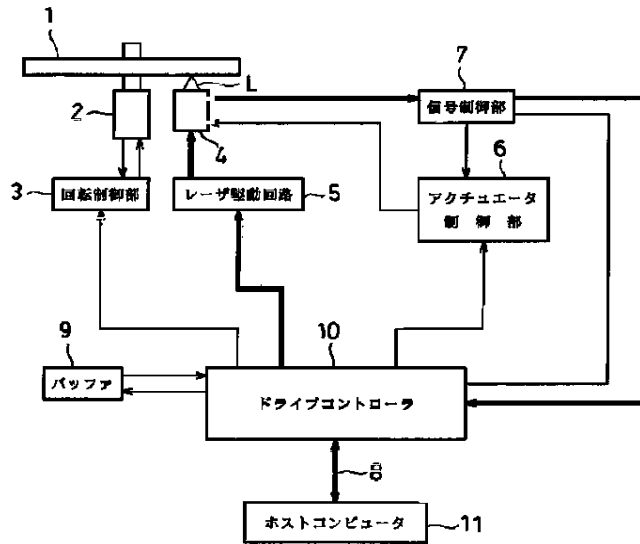 1
L
7
2
信号制御部
4
6
3
回転制御部
レーザ駆動回路
5
アクチュエータ
制御部
9
10
バッファ
ドライブコントローラ
8
ホストコンピュータ
11